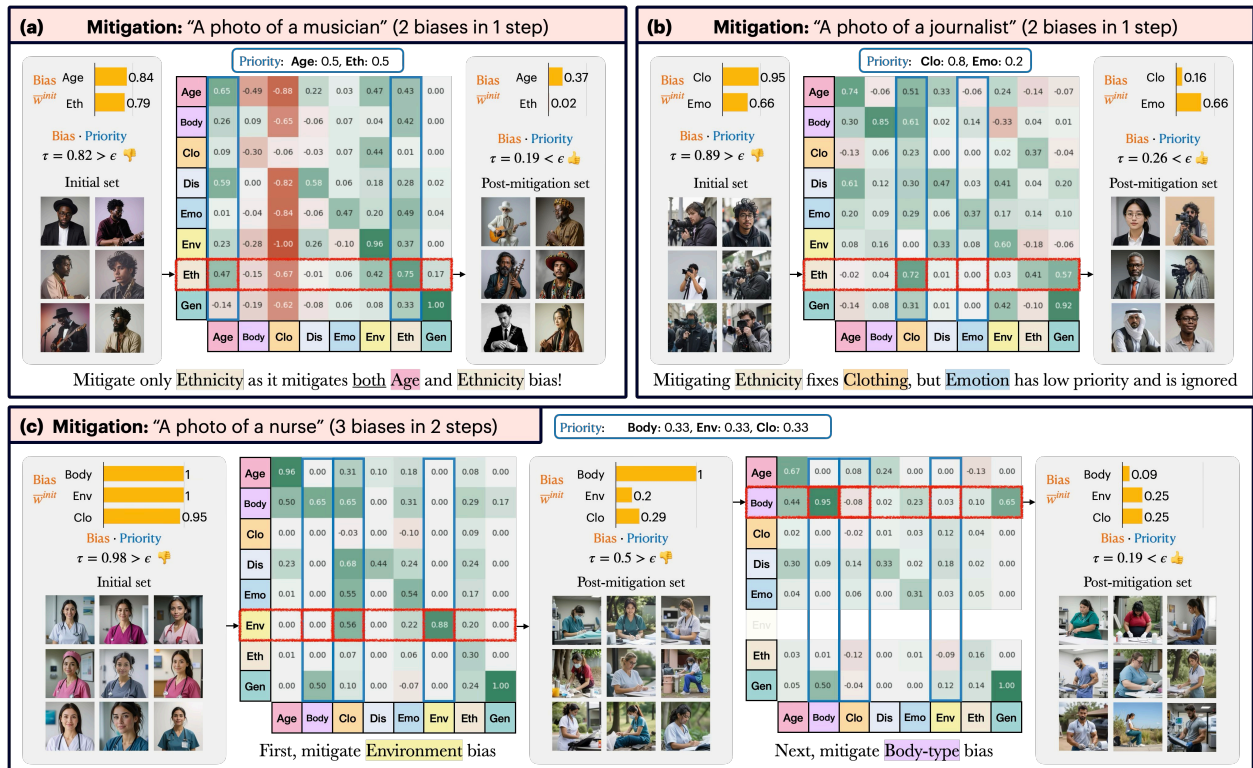 (a) Mitigation: "A photo of a musician" (2 biases in 1 step)
Priority: Age: 0.5, Eth: 0.5
Bias
w^init
Age 0.84
Eth 0.79
Bias · Priority
τ = 0.82 > ϵ 👎
Initial set
Age 0.65 -0.49 -0.88 0.22 0.03 0.47 0.43 0.00
Body 0.26 0.09 -0.65 -0.06 0.07 0.04 0.42 0.00
Clo 0.09 -0.30 -0.06 -0.03 0.07 0.44 0.01 0.00
Dis 0.59 0.00 -0.82 0.58 0.06 0.18 0.28 0.02
Emo 0.01 -0.04 -0.84 -0.06 0.47 0.20 0.49 0.04
Env 0.23 -0.28 -1.00 0.26 -0.10 0.96 0.37 0.00
Eth 0.47 -0.15 -0.67 -0.01 0.06 0.42 0.75 0.17
Gen -0.14 -0.19 -0.62 -0.08 0.06 0.08 0.33 1.00
Age Body Clo Dis Emo Env Eth Gen
Bias
w^init
Age 0.37
Eth 0.02
Bias · Priority
τ = 0.19 < ϵ 👍
Post-mitigation set
Mitigate only Ethnicity as it mitigates both Age and Ethnicity bias!
(b) Mitigation: "A photo of a journalist" (2 biases in 1 step)
Priority: Clo: 0.8, Emo: 0.2
Bias
w^init
Clo 0.95
Emo 0.66
Bias · Priority
τ = 0.89 > ϵ 👎
Initial set
Age 0.74 -0.06 0.51 0.33 -0.06 0.24 -0.14 -0.07
Body 0.30 0.85 0.61 0.02 0.14 -0.33 0.04 0.01
Clo -0.13 0.06 0.23 0.00 0.00 0.06 0.37 -0.04
Dis 0.61 0.12 0.30 0.47 0.03 0.41 0.04 0.20
Emo 0.20 0.09 0.29 0.06 0.37 0.17 0.14 0.10
Env 0.08 0.16 0.00 0.33 0.08 0.60 -0.18 -0.06
Eth -0.02 0.04 0.72 0.01 0.00 0.03 0.41 0.57
Gen -0.14 0.08 0.31 0.01 0.00 0.42 -0.10 0.92
Age Body Clo Dis Emo Env Eth Gen
Bias
w^init
Clo 0.16
Emo 0.66
Bias · Priority
τ = 0.26 < ϵ 👍
Post-mitigation set
Mitigating Ethnicity fixes Clothing, but Emotion has low priority and is ignored
(c) Mitigation: "A photo of a nurse" (3 biases in 2 steps)
Priority: Body: 0.33, Env: 0.33, Clo: 0.33
Bias
w^init
Body 1
Env 1
Clo 0.95
Bias · Priority
τ = 0.98 > ϵ 👎
Initial set
Age 0.96 0.00 0.31 0.10 0.18 0.00 0.08 0.00
Body 0.50 0.65 0.65 0.00 0.31 0.00 0.29 0.17
Clo 0.00 0.00 -0.03 0.00 -0.10 0.00 0.09 0.00
Dis 0.23 0.00 0.68 0.44 0.24 0.00 0.24 0.00
Emo 0.01 0.00 0.55 0.00 0.54 0.00 0.17 0.00
Env 0.00 0.00 0.56 0.00 0.22 0.88 0.20 0.00
Eth 0.01 0.00 0.07 0.00 0.06 0.00 0.30 0.00
Gen 0.00 0.50 0.10 0.00 -0.07 0.00 0.24 1.00
Age Body Clo Dis Emo Env Eth Gen
First, mitigate Environment bias
Bias
w^init
Body 1
Env 0.2
Clo 0.29
Bias · Priority
τ = 0.5 > ϵ 👎
Post-mitigation set
Age 0.67 0.00 0.08 0.24 0.00 0.00 -0.13 0.00
Body 0.44 0.95 -0.08 0.02 0.23 0.03 0.10 0.65
Clo 0.02 0.00 -0.02 0.01 0.03 0.02 0.02 0.00
Dis 0.30 0.09 0.14 0.33 0.02 0.18 0.03 0.00
Emo 0.04 0.00 0.06 0.00 0.31 0.03 0.05 0.00
Env
Eth 0.03 0.01 -0.12 0.00 0.01 -0.09 0.16 0.00
Gen 0.05 0.50 -0.04 0.00 0.00 0.12 0.14 1.00
Age Body Clo Dis Emo Env Eth Gen
Next, mitigate Body-type bias
Bias
w^init
Body 0.09
Env 0.25
Clo 0.25
Bias · Priority
τ = 0.19 < ϵ 👍
Post-mitigation set